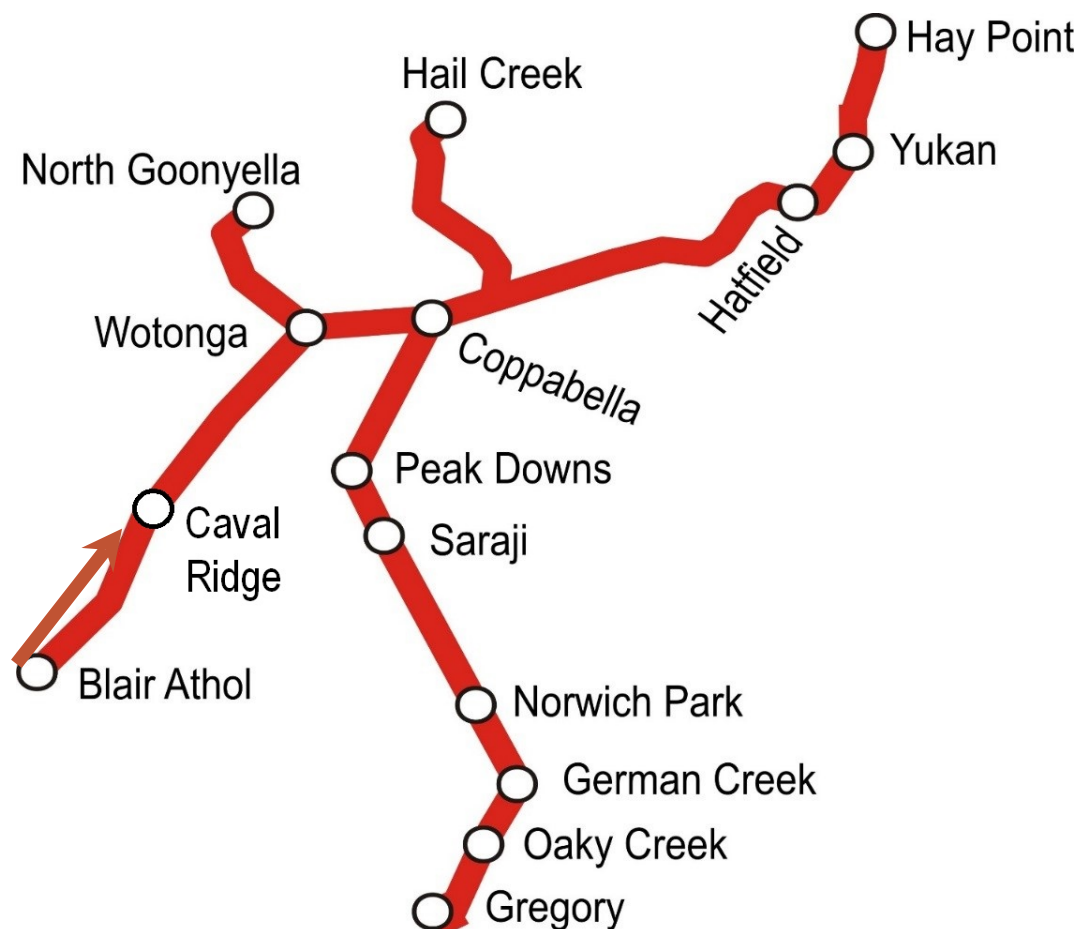 Hay Point
Hail Creek
Yukan
North Goonyella
Hatfield
Wotonga
Coppabella
Peak Downs
Caval
Ridge
Saraji
Blair Athol
Norwich Park
German Creek
Oaky Creek
Gregory